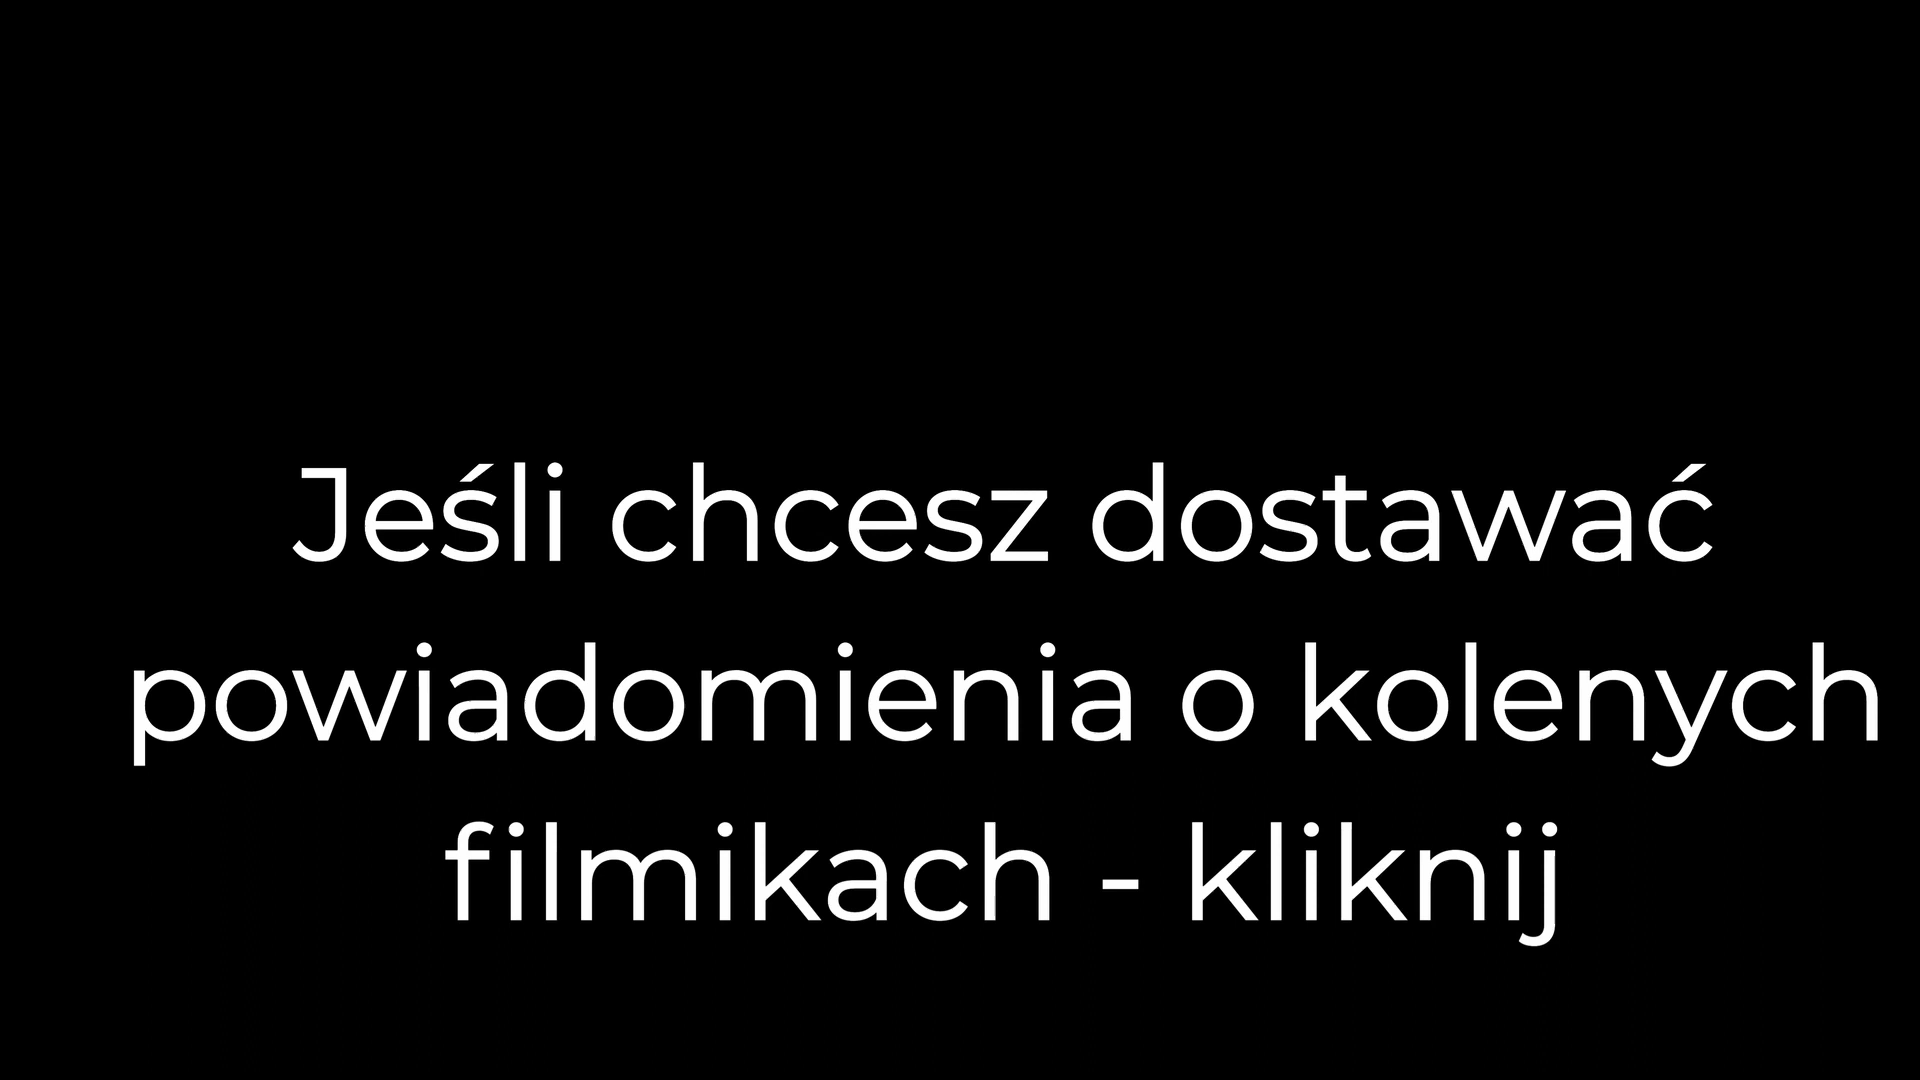 Jeśli chcesz dostawać
powiadomienia o kolenych
filmikach - kliknij